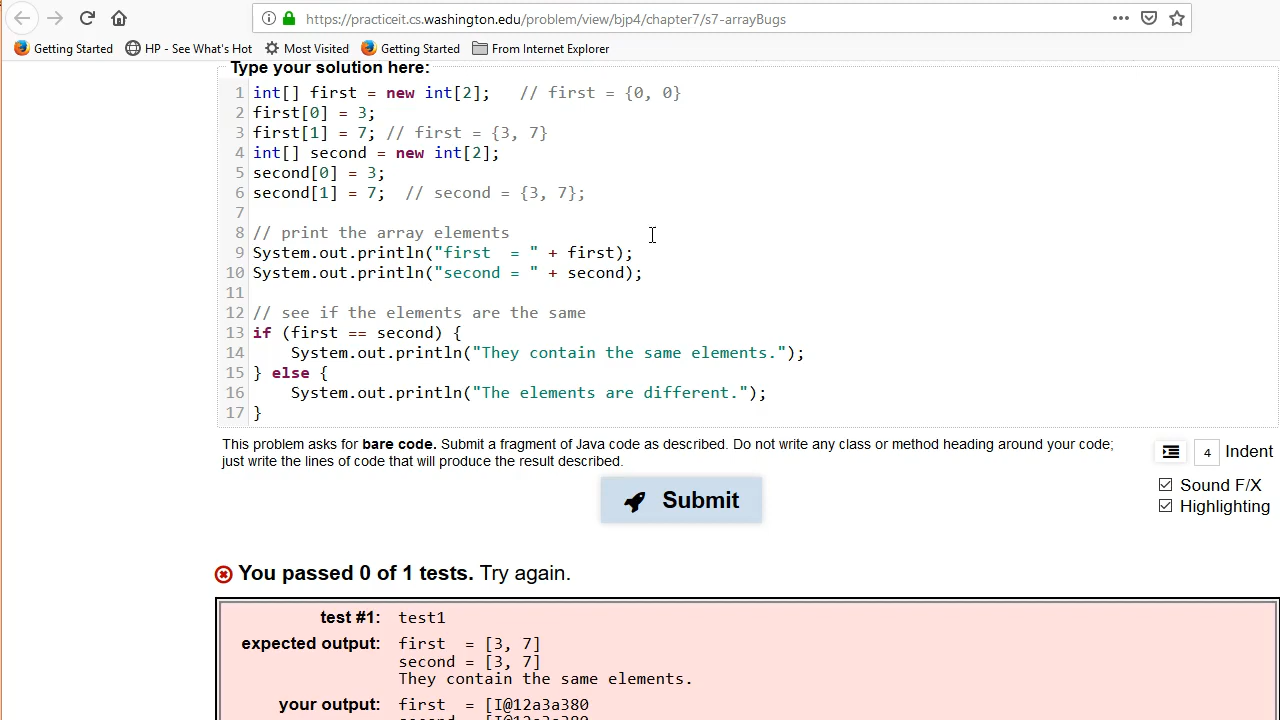 https://practiceit.cs.washington.edu/problem/view/bjp4/chapter7/s7-arrayBugs
Getting Started HP - See What's Hot Most Visited Getting Started From Internet Explorer
Type your solution here:
1 int[] first = new int[2];   // first = {0, 0}
2 first[0] = 3;
3 first[1] = 7; // first = {3, 7}
4 int[] second = new int[2];
5 second[0] = 3;
6 second[1] = 7;  // second = {3, 7};
7
8 // print the array elements
9 System.out.println("first  = " + first);
10 System.out.println("second = " + second);
11
12 // see if the elements are the same
13 if (first == second) {
14     System.out.println("They contain the same elements.");
15 } else {
16     System.out.println("The elements are different.");
17 }
This problem asks for bare code. Submit a fragment of Java code as described. Do not write any class or method heading around your code;
just write the lines of code that will produce the result described.
4 Indent
Sound F/X
Highlighting
Submit
You passed 0 of 1 tests. Try again.
test #1: test1
expected output: first  = [3, 7]
second = [3, 7]
They contain the same elements.
your output: first  = [I@12a3a380